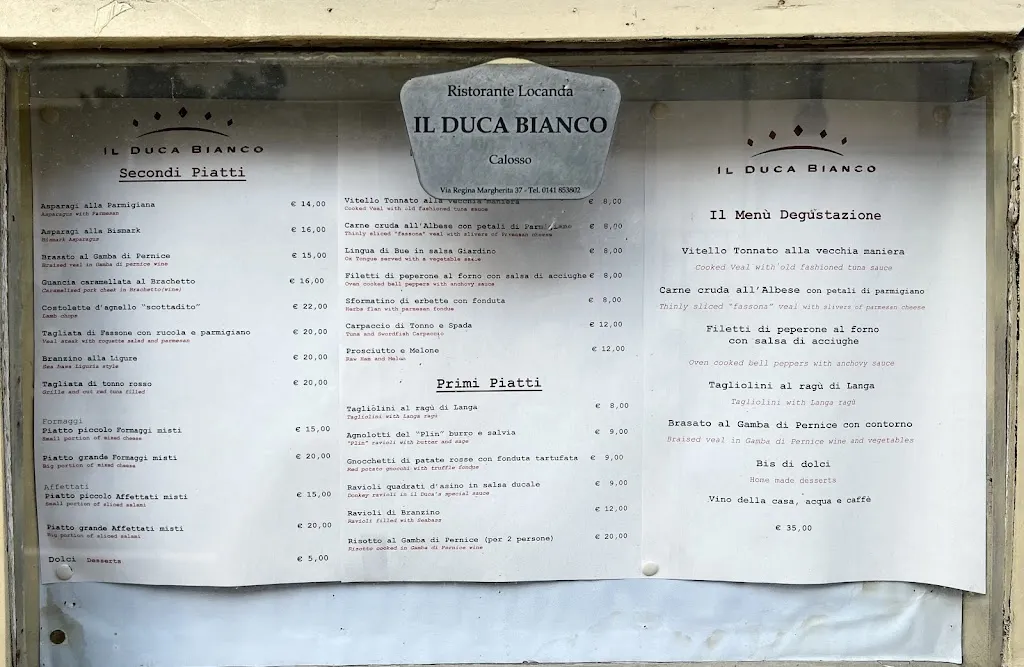 Ristorante Locanda
IL DUCA BIANCO
Calosso
Via Regina Margherita 37 - Tel. 0141 853802
IL DUCA BIANCO
Secondi Piatti
Asparagi alla Parmigiana € 14,00
Asparagus with Parmesan
Asparagi alla Bismark € 16,00
Bismark Asparagus
Brasato al Gamba di Pernice € 15,00
Braised veal in Gamba di pernice wine
Guancia caramellata al Brachetto € 16,00
Caramelised pork cheek in Brachetto(wine)
Costolette d'agnello "scottadito" € 22,00
Lamb chops
Tagliata di Fassone con rucola e parmigiano € 20,00
Veal steak with roquette salad and parmesan
Branzino alla Ligure € 20,00
Sea bass Liguria style
Tagliata di tonno rosso € 20,00
Grille and cut red tuna filled
Formaggi
Piatto piccolo Formaggi misti € 15,00
Small portion of mixed cheese
Piatto grande Formaggi misti € 20,00
Big portion of mixed cheese
Affettati
Piatto piccolo Affettati misti € 15,00
Small portion of sliced salami
Piatto grande Affettati misti € 20,00
Big portion of sliced salami
Dolci Desserts € 5,00
Vitello Tonnato alla vecchia maniera € 8,00
Cooked Veal with old fashioned tuna sauce
Carne cruda all'Albese con petali di Parmigiano € 8,00
Thinly sliced "fassona" veal with slivers of Prmesan cheese
Lingua di Bue in salsa Giardino € 8,00
Ox Tongue served with a vegetable sauce
Filetti di peperone al forno con salsa di acciughe € 8,00
Oven cooked bell peppers with anchovy sauce
Sformatino di erbette con fonduta € 8,00
Herbs flan with parmesan fondue
Carpaccio di Tonno e Spada € 12,00
Tuna and Swordfish Carpaccio
Prosciutto e Melone € 12,00
Raw Ham and Melon
Primi Piatti
Tagliolini al ragù di Langa € 8,00
Tagliolini with Langa ragù
Agnolotti del "Plin" burro e salvia € 9,00
"Plin" ravioli with butter and sage
Gnocchetti di patate rosse con fonduta tartufata € 9,00
Red potato gnocchi with truffle fondue
Ravioli quadrati d'asino in salsa ducale € 9,00
Donkey ravioli in il Duca's special sauce
Ravioli di Branzino € 12,00
Ravioli filled with Seabass
Risotto al Gamba di Pernice (per 2 persone) € 20,00
Risotto cooked in Gamba di Pernice wine
IL DUCA BIANCO
Il Menù Degustazione
Vitello Tonnato alla vecchia maniera
Cooked Veal with old fashioned tuna sauce
Carne cruda all'Albese con petali di parmigiano
Thinly sliced "fassona" veal with slivers of parmesan cheese
Filetti di peperone al forno
con salsa di acciughe
Oven cooked bell peppers with anchovy sauce
Tagliolini al ragù di Langa
Tagliolini with Langa ragù
Brasato al Gamba di Pernice con contorno
Braised veal in Gamba di Pernice wine and vegetables
Bis di dolci
Home made desserts
Vino della casa, acqua e caffè
€ 35,00